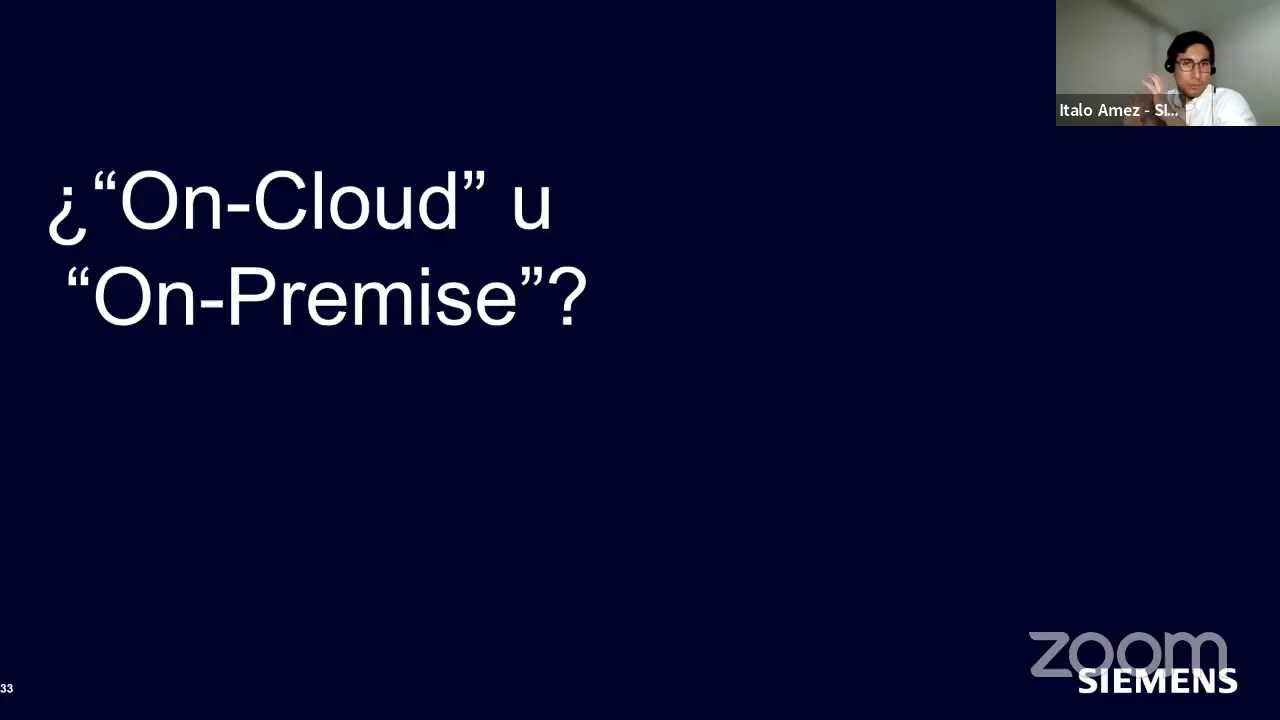 Italo Amez - SI...
¿“On-Cloud” u
“On-Premise”?
zoom
SIEMENS
33